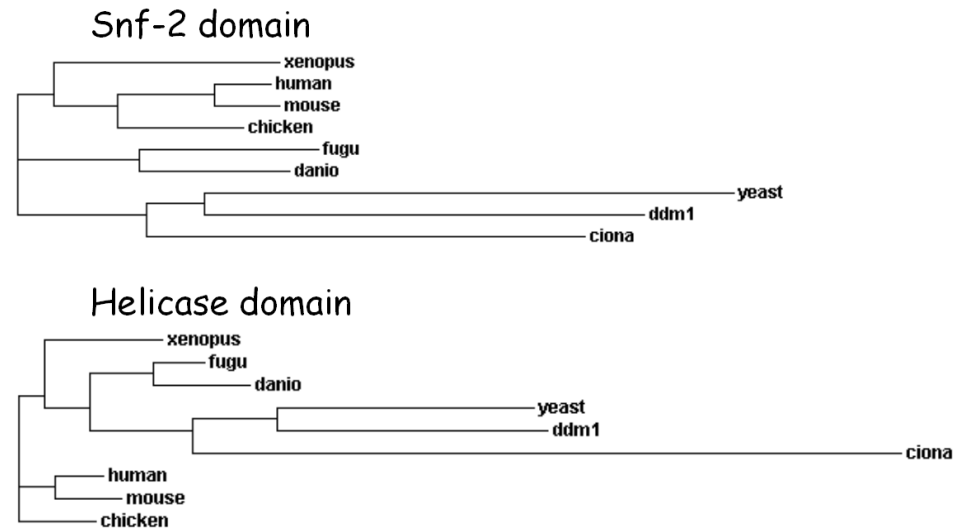 Snf-2 domain
xenopus
human
mouse
chicken
fugu
danio
yeast
ddm1
ciona
Helicase domain
xenopus
fugu
danio
yeast
ddm1
ciona
human
mouse
chicken